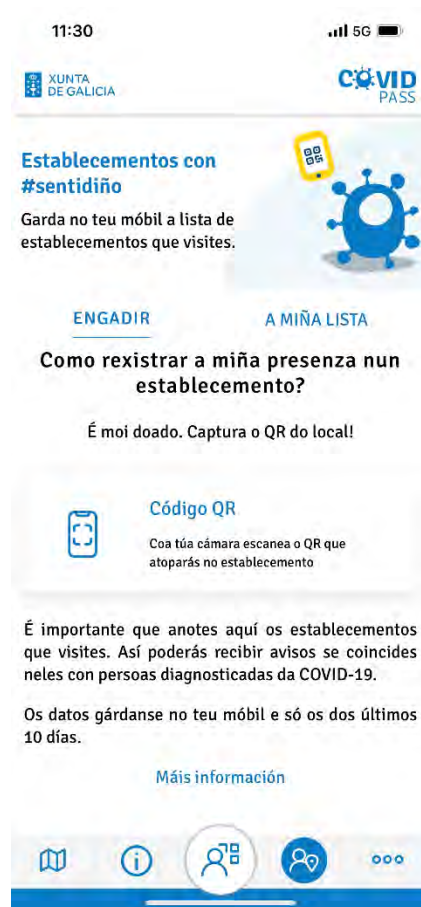 11:30
5G
XUNTA
DE GALICIA
COVID
PASS
Establecementos con
#sentidiño
Garda no teu móbil a lista de
establecementos que visites.
ENGADIR
A MIÑA LISTA
Como rexistrar a miña presenza nun
establecemento?
É moi doado. Captura o QR do local!
Código QR
Coa túa cámara escanea o QR que
atoparás no establecemento
É importante que anotes aquí os establecementos
que visites. Así poderás recibir avisos se coincides
neles con persoas diagnosticadas da COVID-19.
Os datos gárdanse no teu móbil e só os dos últimos
10 días.
Máis información